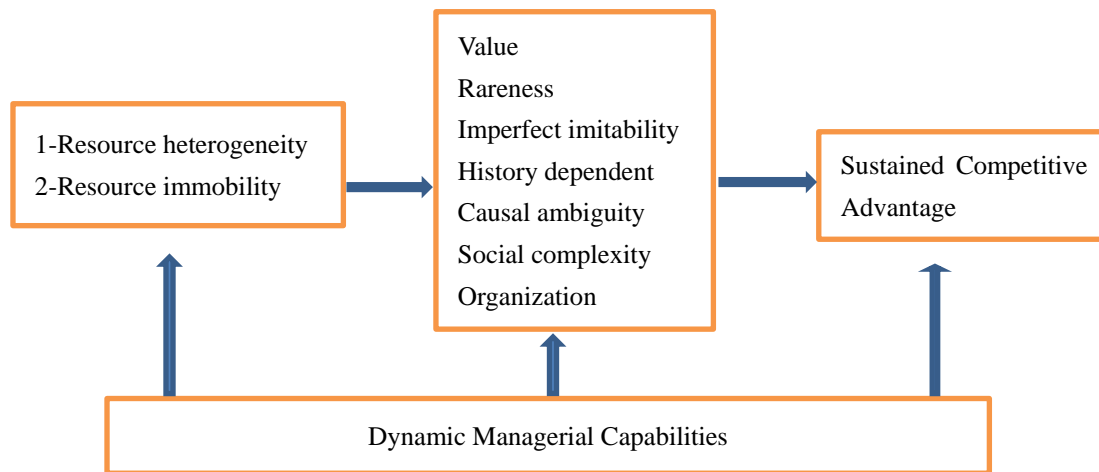 1-Resource heterogeneity
2-Resource immobility
Value
Rareness
Imperfect imitability
History dependent
Causal ambiguity
Social complexity
Organization
Sustained Competitive
Advantage
Dynamic Managerial Capabilities